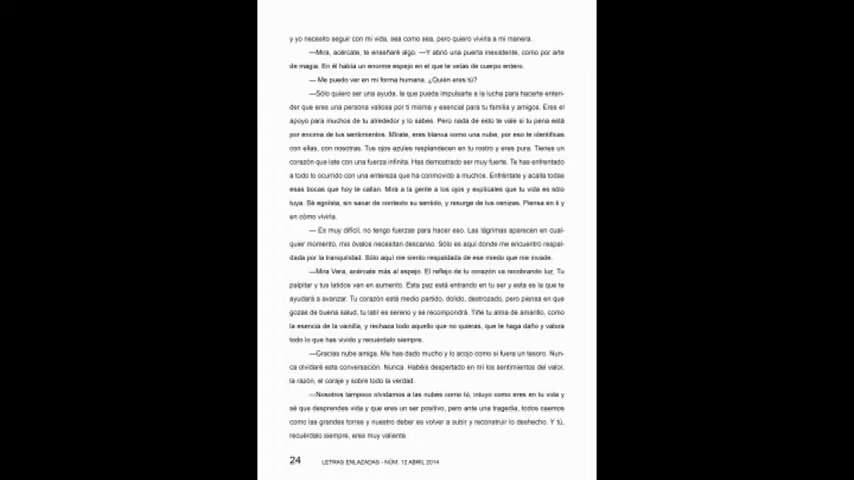 y yo necesito seguir con mi vida, sea como sea, pero quiero vivirla a mi manera.
—Mira, acércate, te enseñaré algo. —Y abrió una puerta inexistente, como por arte
de magia. En él había un enorme espejo en el que te veías de cuerpo entero.
— Me puedo ver en mi forma humana. ¿Quién eres tú?
—Sólo quiero ser una ayuda, la que pueda impulsarte a la lucha para hacerte enten-
der que eres una persona valiosa por ti misma y esencial para tu familia y amigos. Eres el
apoyo para muchos de tu alrededor y lo sabes. Pero nada de esto te vale si tu pena está
por encima de tus sentimientos. Mírate, eres blanca como una nube, por eso te identificas
con ellas, con nosotras. Tus ojos azules resplandecen en tu rostro y eres pura. Tienes un
corazón que late con una fuerza infinita. Has demostrado ser muy fuerte. Te has enfrentado
a todo lo ocurrido con una entereza que ha conmovido a muchos. Enfréntate y acalla todas
esas bocas que hoy te callan. Mira a la gente a los ojos y explícales que tu vida es sólo
tuya. Sé egoísta, sin sacar de contexto su sentido, y resurge de tus cenizas. Piensa en ti y
en cómo vivirla.
— Es muy difícil, no tengo fuerzas para hacer eso. Las lágrimas aparecen en cual-
quier momento, mis óvalos necesitan descanso. Sólo es aquí donde me encuentro respal-
dada por la tranquilidad. Sólo aquí me siento respaldada de ese miedo que me invade.
—Mira Vera, acércate más al espejo. El reflejo de tu corazón va recobrando luz. Tu
palpitar y tus latidos van en aumento. Esta paz está entrando en tu ser y esta es la que te
ayudará a avanzar. Tu corazón está medio partido, dolido, destrozado, pero piensa en que
gozas de buena salud, tu latir es sereno y se recompondrá. Tiñe tu alma de amarillo, como
la esencia de la vainilla, y rechaza todo aquello que no quieras, que te haga daño y valora
todo lo que has vivido y recuérdalo siempre.
—Gracias nube amiga. Me has dado mucho y lo acojo como si fuera un tesoro. Nun-
ca olvidaré esta conversación. Nunca. Habéis despertado en mí los sentimientos del valor,
la razón, el coraje y sobre todo la verdad.
—Nosotros tampoco olvidamos a las nubes como tú, intuyo como eres en tu vida y
sé que desprendes vida y que eres un ser positivo, pero ante una tragedia, todos caemos
como las grandes torres y nuestro deber es volver a subir y reconstruir lo deshecho. Y tú,
recuérdalo siempre, eres muy valiente.
24 LETRAS ENLAZADAS - NÚM. 12 ABRIL 2014